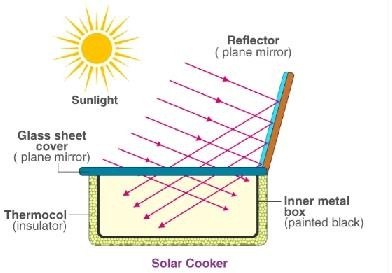 Reflector
( plane mirror)
Sunlight
Glass sheet
cover
( plane mirror)
Thermocol
(insulator)
Inner metal
box
(painted black)
Solar Cooker